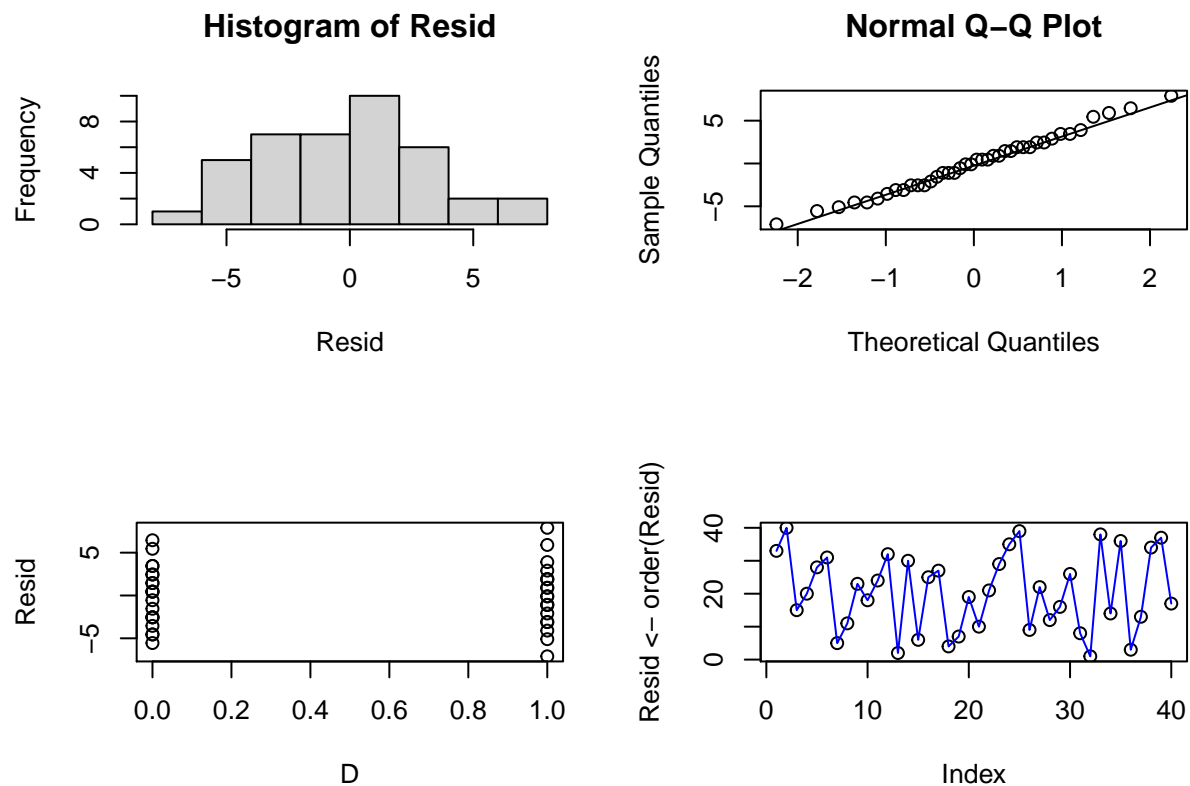 Histogram of Resid
Frequency
0 4 8
−5 0 5
Resid
Normal Q−Q Plot
Sample Quantiles
−5 5
−2 −1 0 1 2
Theoretical Quantiles
Resid
−5 5
0.0 0.2 0.4 0.6 0.8 1.0
D
Resid <− order(Resid)
0 20 40
0 10 20 30 40
Index